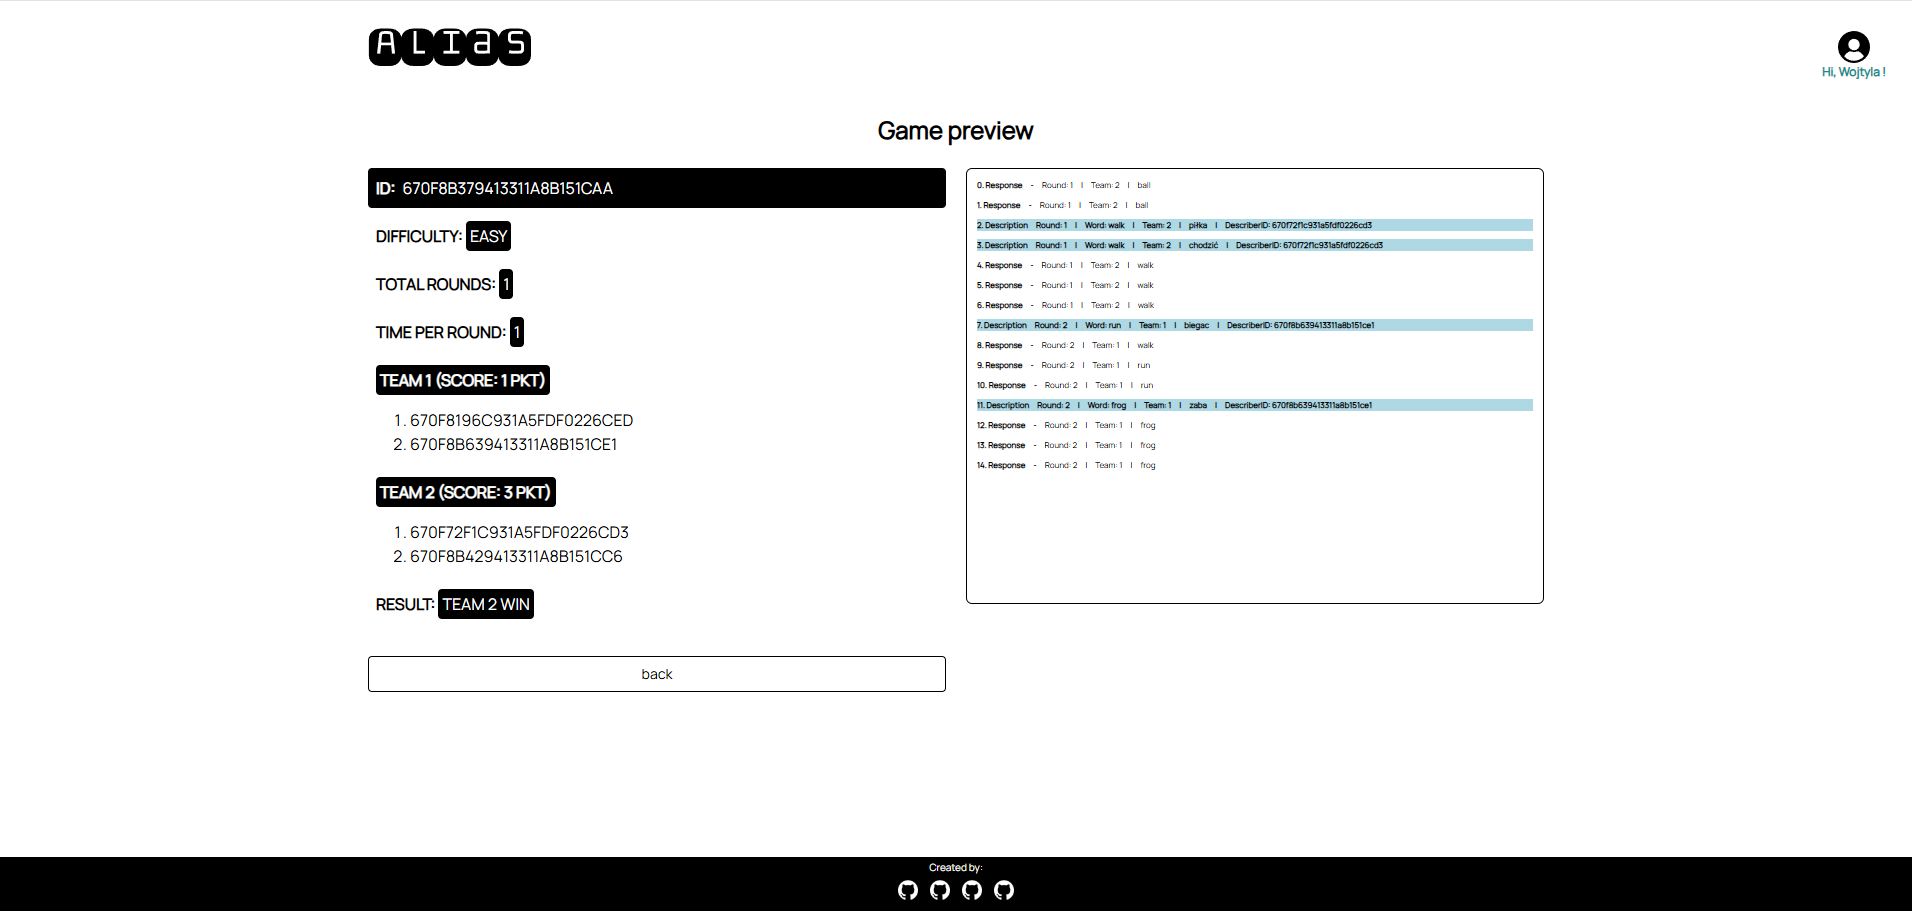 ALIaS
Hi, Wojtyla !
Game preview
ID: 670F8B379413311A8B151CAA
DIFFICULTY: EASY
TOTAL ROUNDS: 1
TIME PER ROUND: 1
TEAM 1 (SCORE: 1 PKT)
1. 670F8196C931A5FDF0226CED
2. 670F8B639413311A8B151CE1
TEAM 2 (SCORE: 3 PKT)
1. 670F72F1C931A5FDF0226CD3
2. 670F8B429413311A8B151CC6
RESULT: TEAM 2 WIN
back
0. Response - Round: 1 | Team: 2 | ball
1. Response - Round: 1 | Team: 2 | ball
2. Description Round: 1 | Word: walk | Team: 2 | piłka | DescriberID: 670f72f1c931a5fdf0226cd3
3. Description Round: 1 | Word: walk | Team: 2 | chodzić | DescriberID: 670f72f1c931a5fdf0226cd3
4. Response - Round: 1 | Team: 2 | walk
5. Response - Round: 1 | Team: 2 | walk
6. Response - Round: 1 | Team: 2 | walk
7. Description Round: 2 | Word: run | Team: 1 | biegac | DescriberID: 670f8b639413311a8b151ce1
8. Response - Round: 2 | Team: 1 | walk
9. Response - Round: 2 | Team: 1 | run
10. Response - Round: 2 | Team: 1 | run
11. Description Round: 2 | Word: frog | Team: 1 | zaba | DescriberID: 670f8b639413311a8b151ce1
12. Response - Round: 2 | Team: 1 | frog
13. Response - Round: 2 | Team: 1 | frog
14. Response - Round: 2 | Team: 1 | frog
Created by: